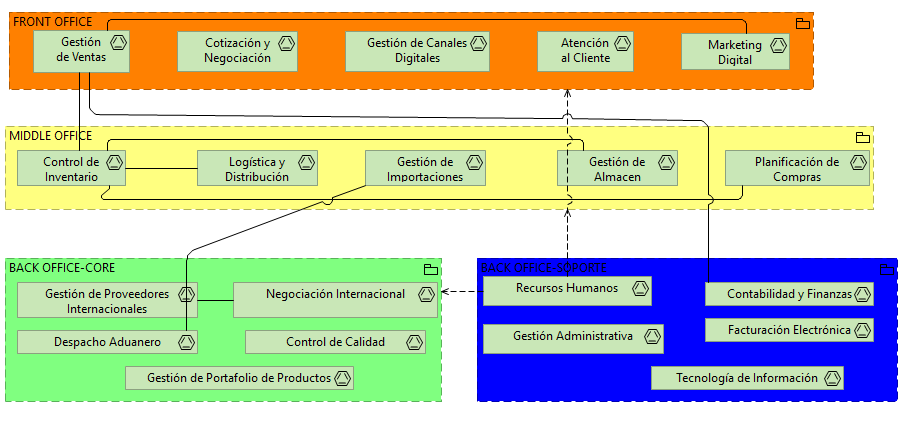 FRONT OFFICE
Gestión
de Ventas
Cotización y
Negociación
Gestión de Canales
Digitales
Atención
al Cliente
Marketing
Digital
MIDDLE OFFICE
Control de
Inventario
Logística y
Distribución
Gestión de
Importaciones
Gestión de
Almacen
Planificación de
Compras
BACK OFFICE-CORE
Gestión de Proveedores
Internacionales
Negociación Internacional
Despacho Aduanero
Control de Calidad
Gestión de Portafolio de Productos
BACK OFFICE-SOPORTE
Recursos Humanos
Contabilidad y Finanzas
Gestión Administrativa
Facturación Electrónica
Tecnología de Información